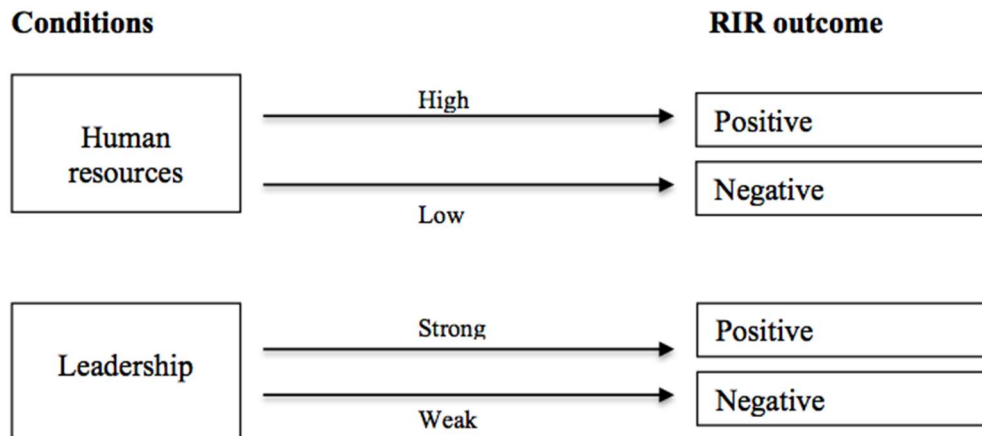 Conditions
RIR outcome
Human
resources
High
Low
Positive
Negative
Leadership
Strong
Weak
Positive
Negative